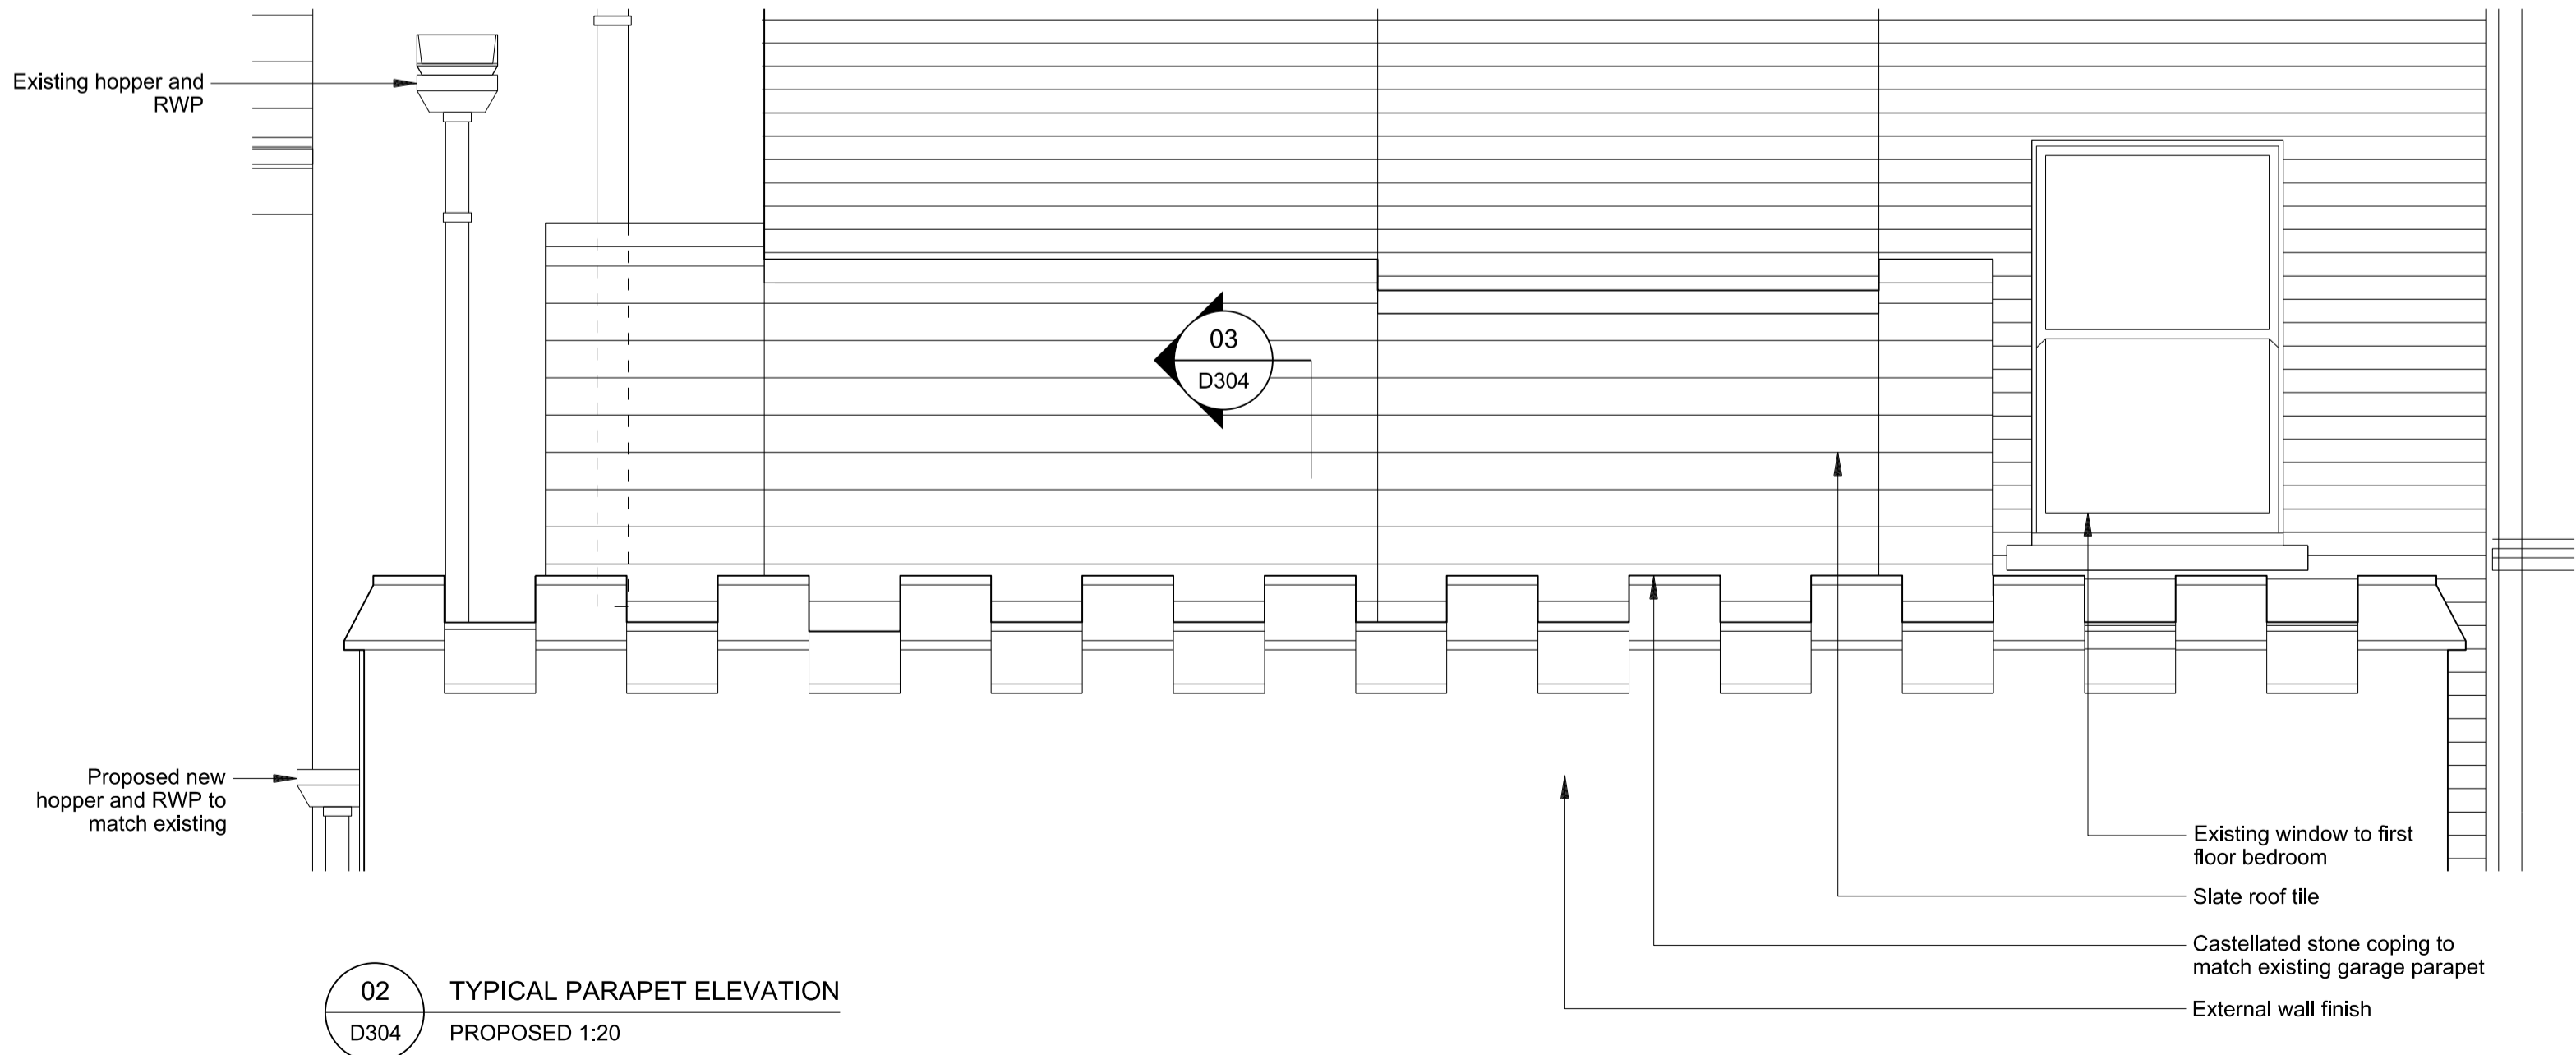 Existing hopper and
RWP
03
D304
Proposed new
hopper and RWP to
match existing
Existing window to first
floor bedroom
Slate roof tile
Castellated stone coping to
match existing garage parapet
External wall finish
02
TYPICAL PARAPET ELEVATION
D304
PROPOSED 1:20